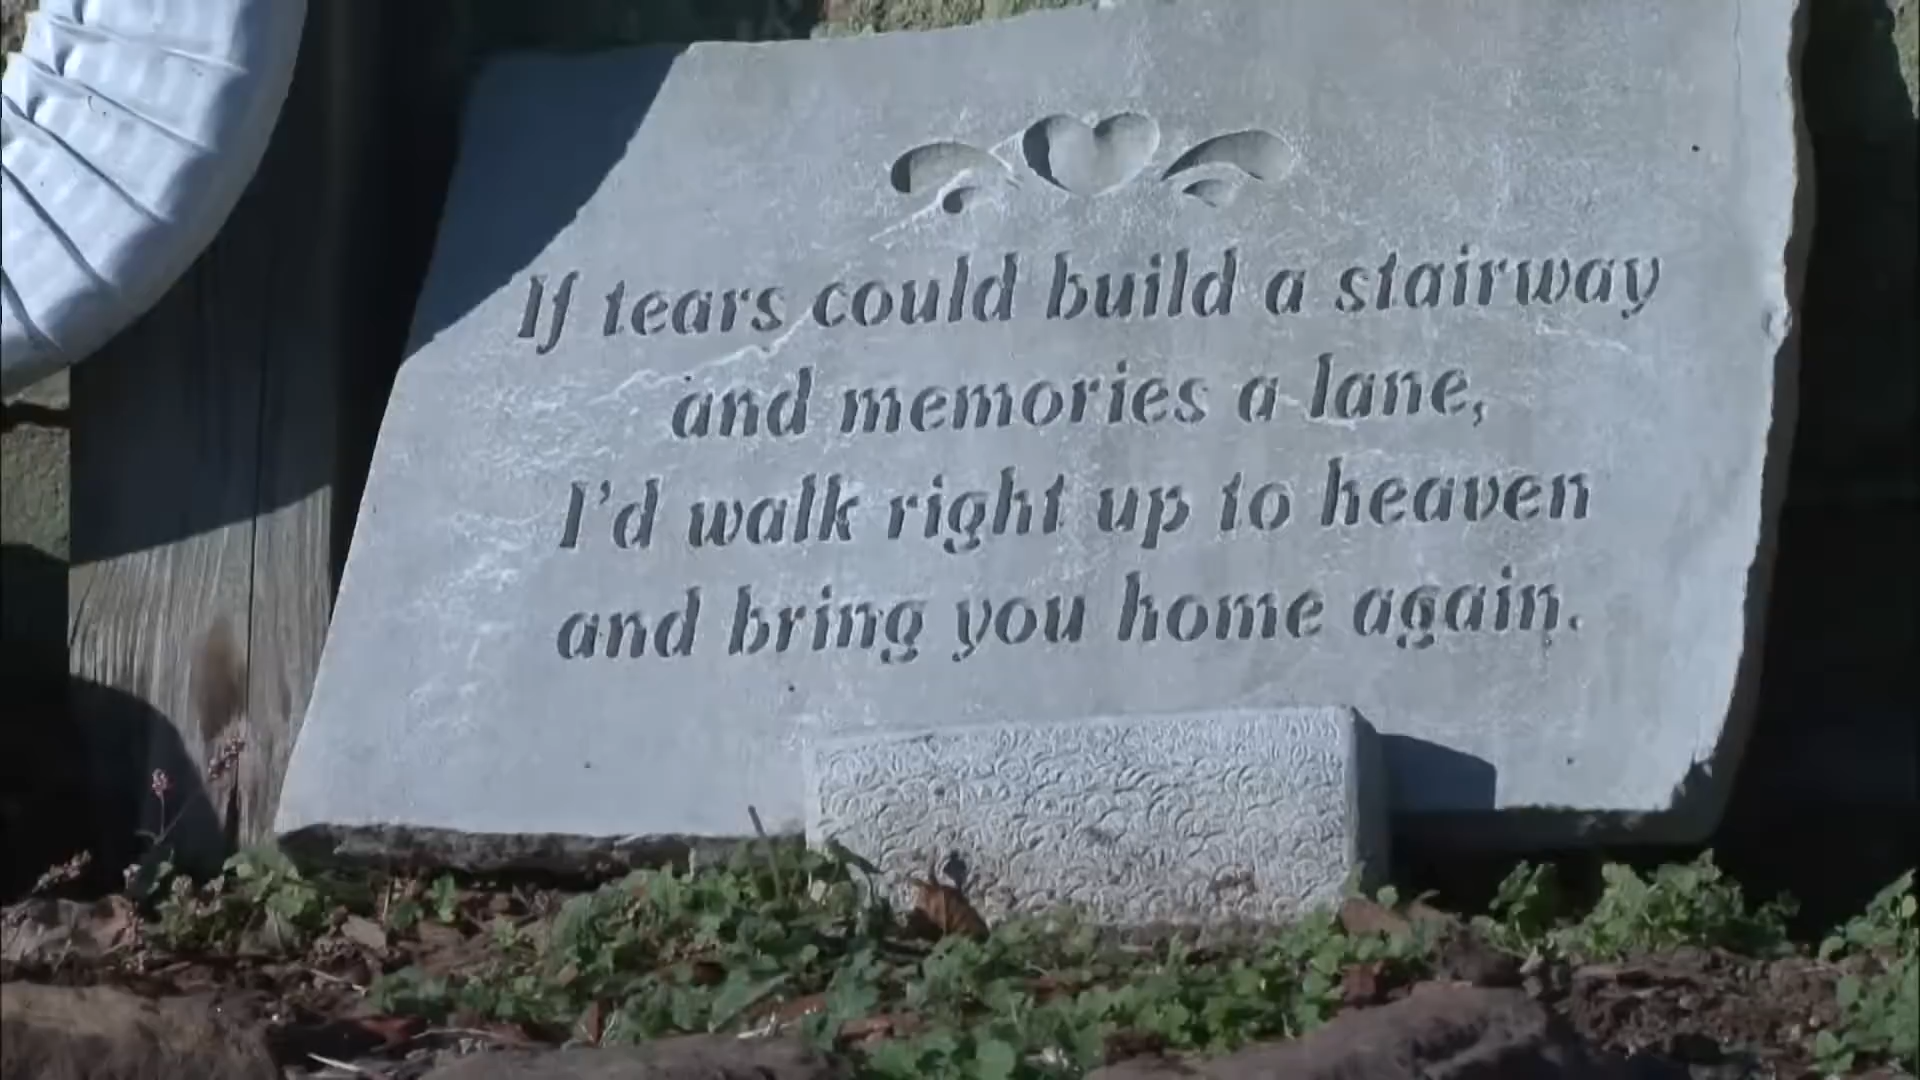 If tears could build a stairway
and memories a lane,
I'd walk right up to heaven
and bring you home again.